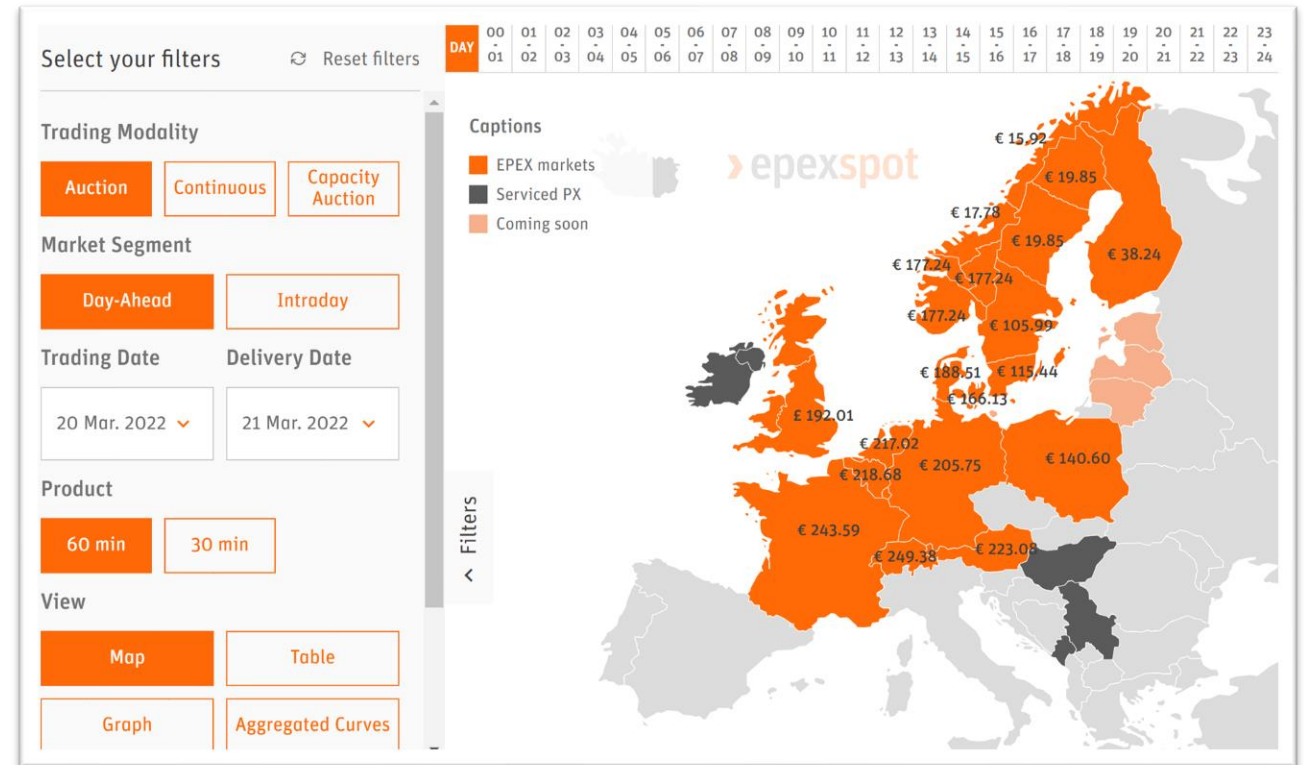 Select your filters
Reset filters
Trading Modality
Auction
Continuous
Capacity
Auction
Market Segment
Day-Ahead
Intraday
Trading Date
Delivery Date
20 Mar. 2022
21 Mar. 2022
Product
60 min
30 min
View
Map
Table
Graph
Aggregated Curves
Filters
DAY
00 - 01
01 - 02
02 - 03
03 - 04
04 - 05
05 - 06
06 - 07
07 - 08
08 - 09
09 - 10
10 - 11
11 - 12
12 - 13
13 - 14
14 - 15
15 - 16
16 - 17
17 - 18
18 - 19
19 - 20
20 - 21
21 - 22
22 - 23
23 - 24
Captions
EPEX markets
Serviced PX
Coming soon
epexspot
€ 15.92
€ 19.85
€ 17.78
€ 19.85
€ 38.24
€ 177.24
€ 177.24
€ 177.24
€ 105.99
€ 188.51
€ 115.44
€ 166.13
£ 192.01
€ 217.02
€ 218.68
€ 205.75
€ 140.60
€ 243.59
€ 249.38
€ 223.08